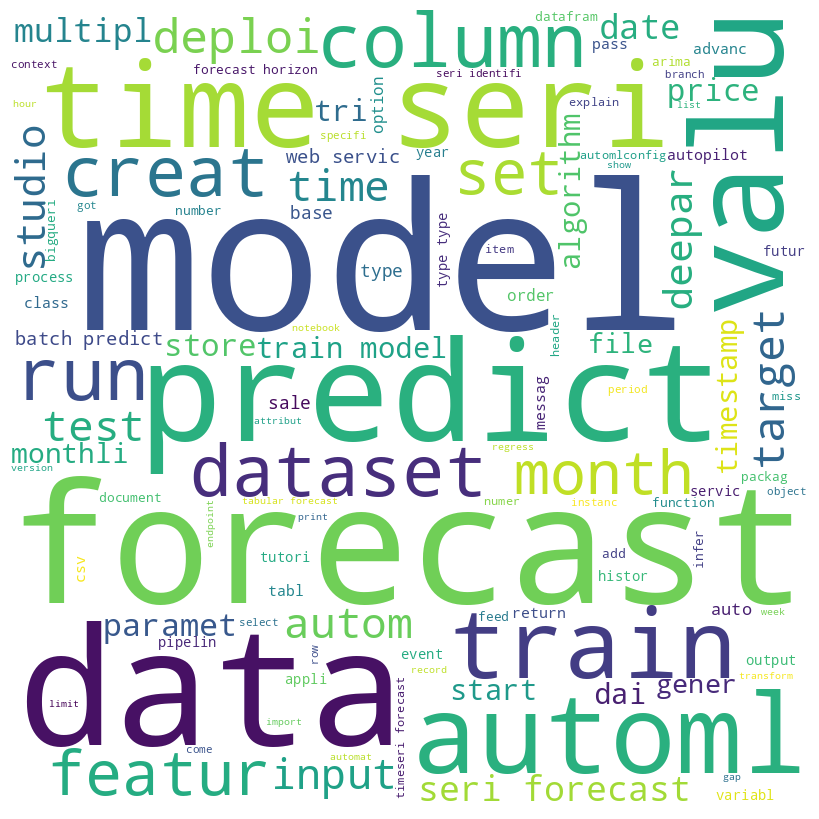 datafram
multipl
deploi
column
date
pass
advanc
valu
context
forecast horizon
seri identifi
arima
branch
time seri
hour
tri
option
explain
price
list
specifi
studio
creat
web servic
year
time
set
algorithm
automlconfig
autopilot
show
bigqueri
got
number
base
deepar
model
type type
item
futur
process
type
class
order
batch predict
notebook
store
train model
header
file
timestamp
target
run
predict
period
miss
sale
attribut
messag
test
monthli
version
regress
dataset
month
packag
document
tabular forecast
numer
instanc
servic
object
function
endpoint
print
forecast
csv
tutori
tabl
add
infer
histor
paramet
select
autom
feed
return
auto
week
pipelin
row
event
train
output
data
appli
record
transform
limit
start
dai
gener
import
timeseri forecast
come
automat
automl
featur
input
gap
seri forecast
variabl